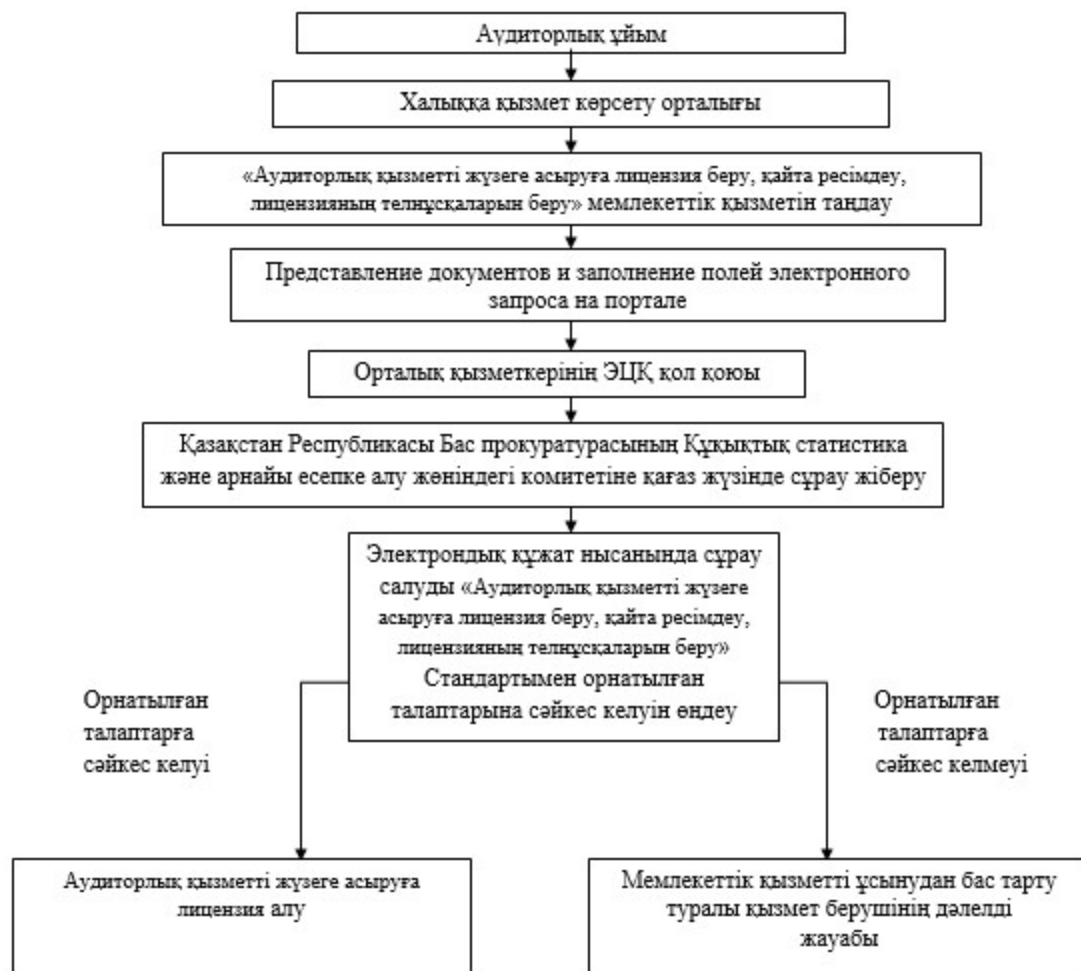 Аудиторлық ұйым
Халыққа қызмет көрсету орталығы
«Аудиторлық қызметті жүзеге асыруға лицензия беру, қайта ресімдеу,
лицензияның телнұсқаларын беру» мемлекеттік қызметін таңдау
Представление документов и заполнение полей электронного
запроса на портале
Орталық қызметкерінің ЭЦҚ қол қоюы
Қазақстан Республикасы Бас прокуратурасының Құқықтық статистика
және арнайы есепке алу жөніндегі комитетіне қағаз жүзінде сұрау жіберу
Электрондық құжат нысанында сұрау
салуды «Аудиторлық қызметті жүзеге
асыруға лицензия беру, қайта ресімдеу,
лицензияның телнұсқаларын беру»
Стандартымен орнатылған
талаптарына сәйкес келуін өңдеу
Орнатылған
талаптарға
сәйкес келуі
Орнатылған
талаптарға
сәйкес келмеуі
Аудиторлық қызметті жүзеге асыруға
лицензия алу
Мемлекеттік қызметті ұсынудан бас тарту
туралы қызмет берушінің дәлелді
жауабы